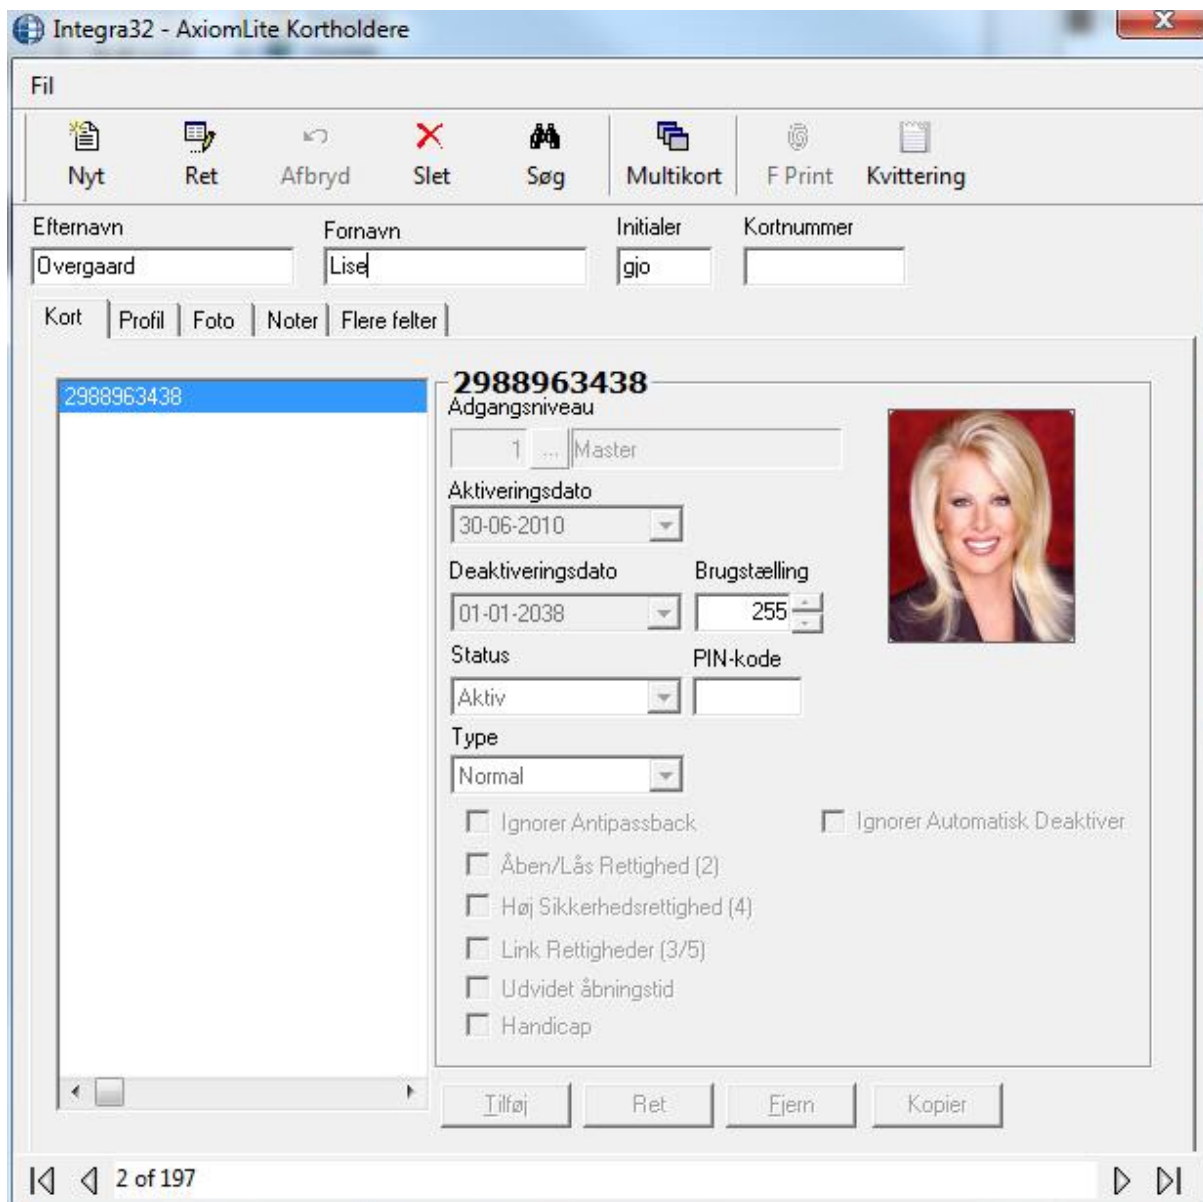 Integra32 - AxiomLite Kortholdere
Fil
Nyt Ret Afbryd Slet Søg Multikort F Print Kvittering
Efternavn Fornavn Initialer Kortnummer
Overgaard Lise gjo
Kort Profil Foto Noter Flere felter
2988963438
2988963438
Adgangsniveau
1 ... Master
Aktiveringsdato
30-06-2010
Deaktiveringsdato Brugstælling
01-01-2038 255
Status PIN-kode
Aktiv
Type
Normal
Ignorer Antipassback Ignorer Automatisk Deaktiver
Åben/Lås Rettighed (2)
Høj Sikkerhedsrettighed (4)
Link Rettigheder (3/5)
Udvidet åbningstid
Handicap
Tilføj Ret Fjern Kopier
2 of 197